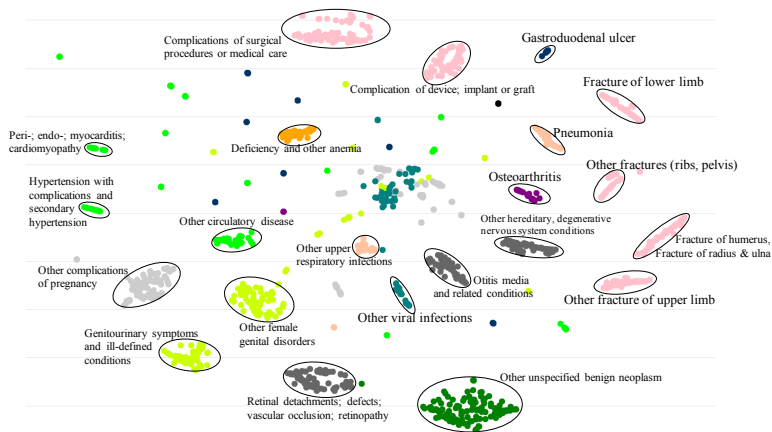 Complications of surgical
procedures or medical care
Gastroduodenal ulcer
Complication of device; implant or graft
Fracture of lower limb
Peri-; endo-; myocarditis;
cardiomyopathy
Deficiency and other anemia
Pneumonia
Other fractures (ribs, pelvis)
Hypertension with
complications and
secondary
hypertension
Osteoarthritis
Other circulatory disease
Other hereditary, degenerative
nervous system conditions
Other upper
respiratory infections
Fracture of humerus,
Fracture of radius & ulna
Other complications
of pregnancy
Otitis media
and related conditions
Other fracture of upper limb
Other viral infections
Genitourinary symptoms
and ill-defined
conditions
Other female
genital disorders
Other unspecified benign neoplasm
Retinal detachments; defects;
vascular occlusion; retinopathy